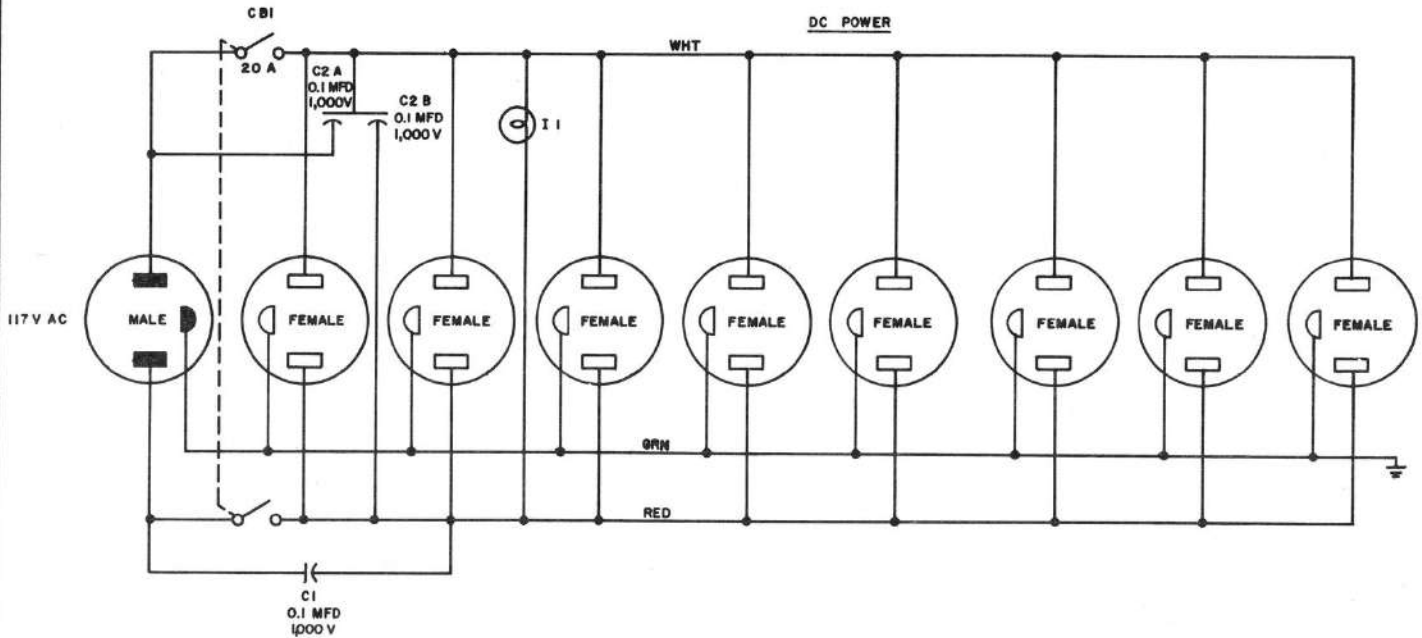 CB1
DC POWER
WHT
20 A
C2 A
0.1 MFD
1,000V
C2 B
0.1 MFD
1,000 V
I 1
117 V AC
MALE
FEMALE
FEMALE
FEMALE
FEMALE
FEMALE
FEMALE
FEMALE
FEMALE
GRN
RED
C1
0.1 MFD
1,000 V